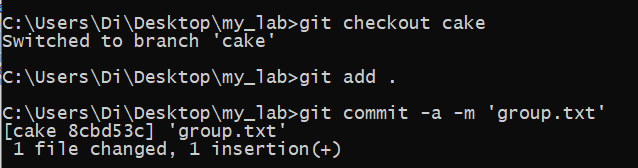 C:\Users\Di\Desktop\my_lab>git checkout cake
Switched to branch 'cake'
C:\Users\Di\Desktop\my_lab>git add .
C:\Users\Di\Desktop\my_lab>git commit -a -m 'group.txt'
[cake 8cbd53c] 'group.txt'
 1 file changed, 1 insertion(+)